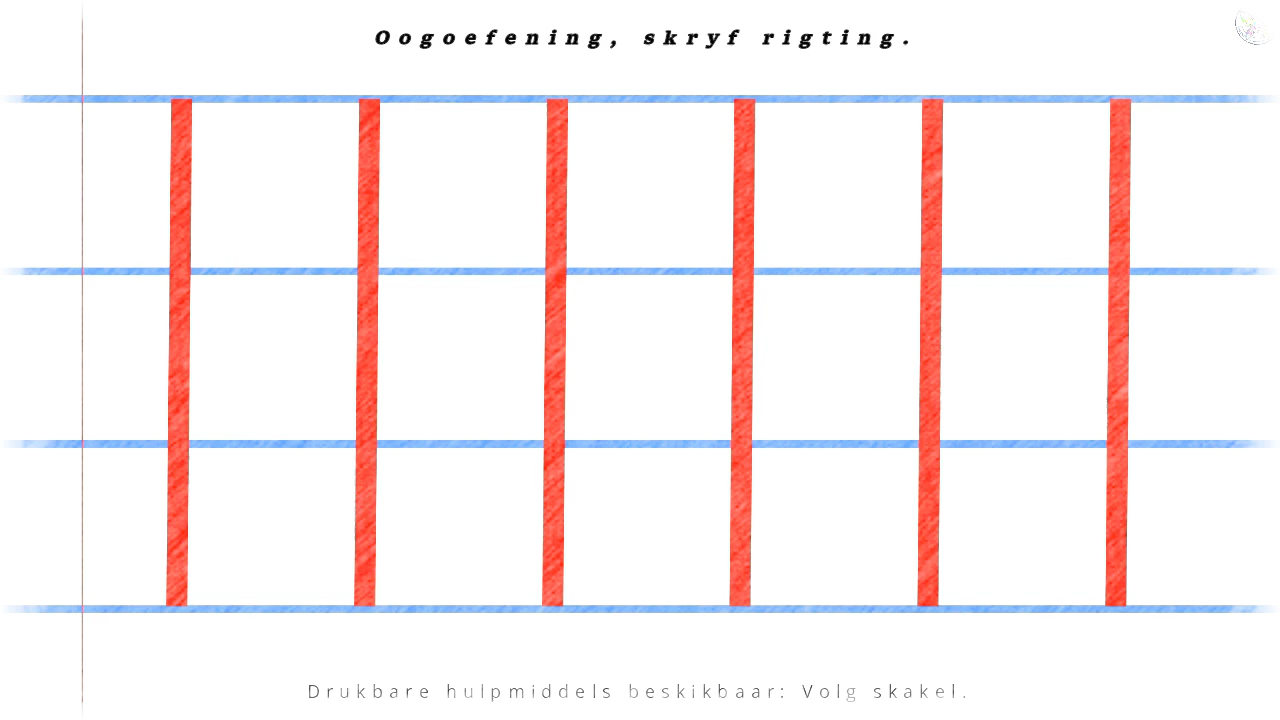 Oogoefening, skryf rigting.
Drukbare hulpmiddels beskikbaar: Volg skakel.